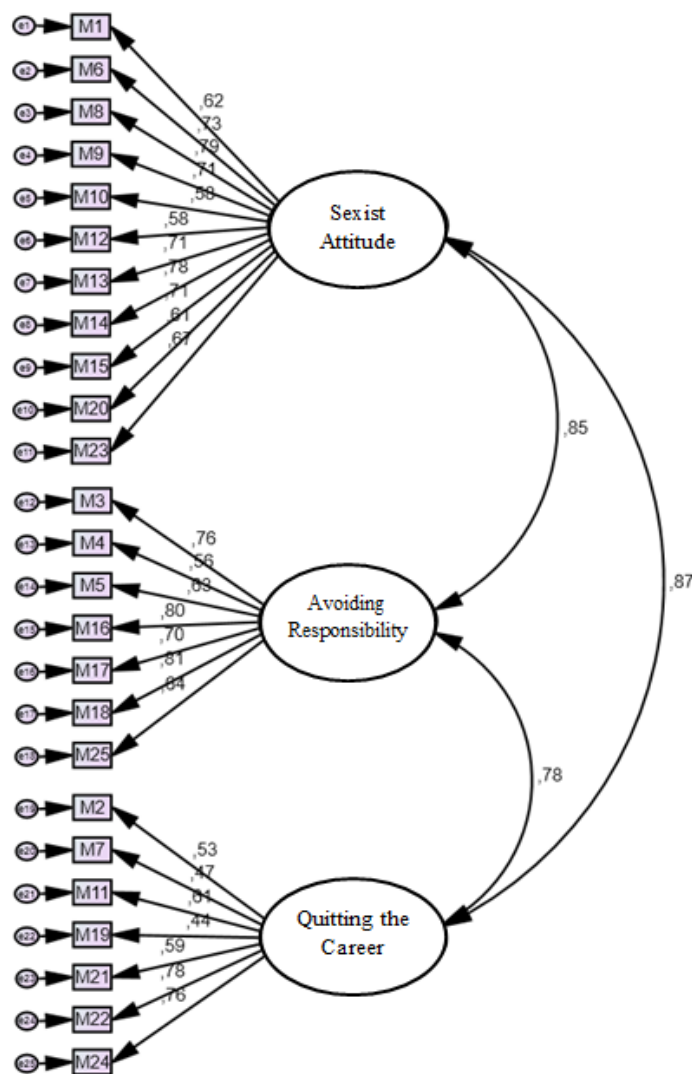 e1 M1
e2 M6
e3 M8
e4 M9
e5 M10
e6 M12
e7 M13
e8 M14
e9 M15
e10 M20
e11 M23
,62
,73
,79
,71
,58
,58
,71
,78
,71
,61
,67
Sexist
Attitude
,85
,87
e12 M3
e13 M4
e14 M5
e15 M16
e16 M17
e17 M18
e18 M25
,76
,56
,63
,80
,70
,81
,64
Avoiding
Responsibility
,78
e19 M2
e20 M7
e21 M11
e22 M19
e23 M21
e24 M22
e25 M24
,53
,47
,61
,44
,59
,78
,76
Quitting the
Career